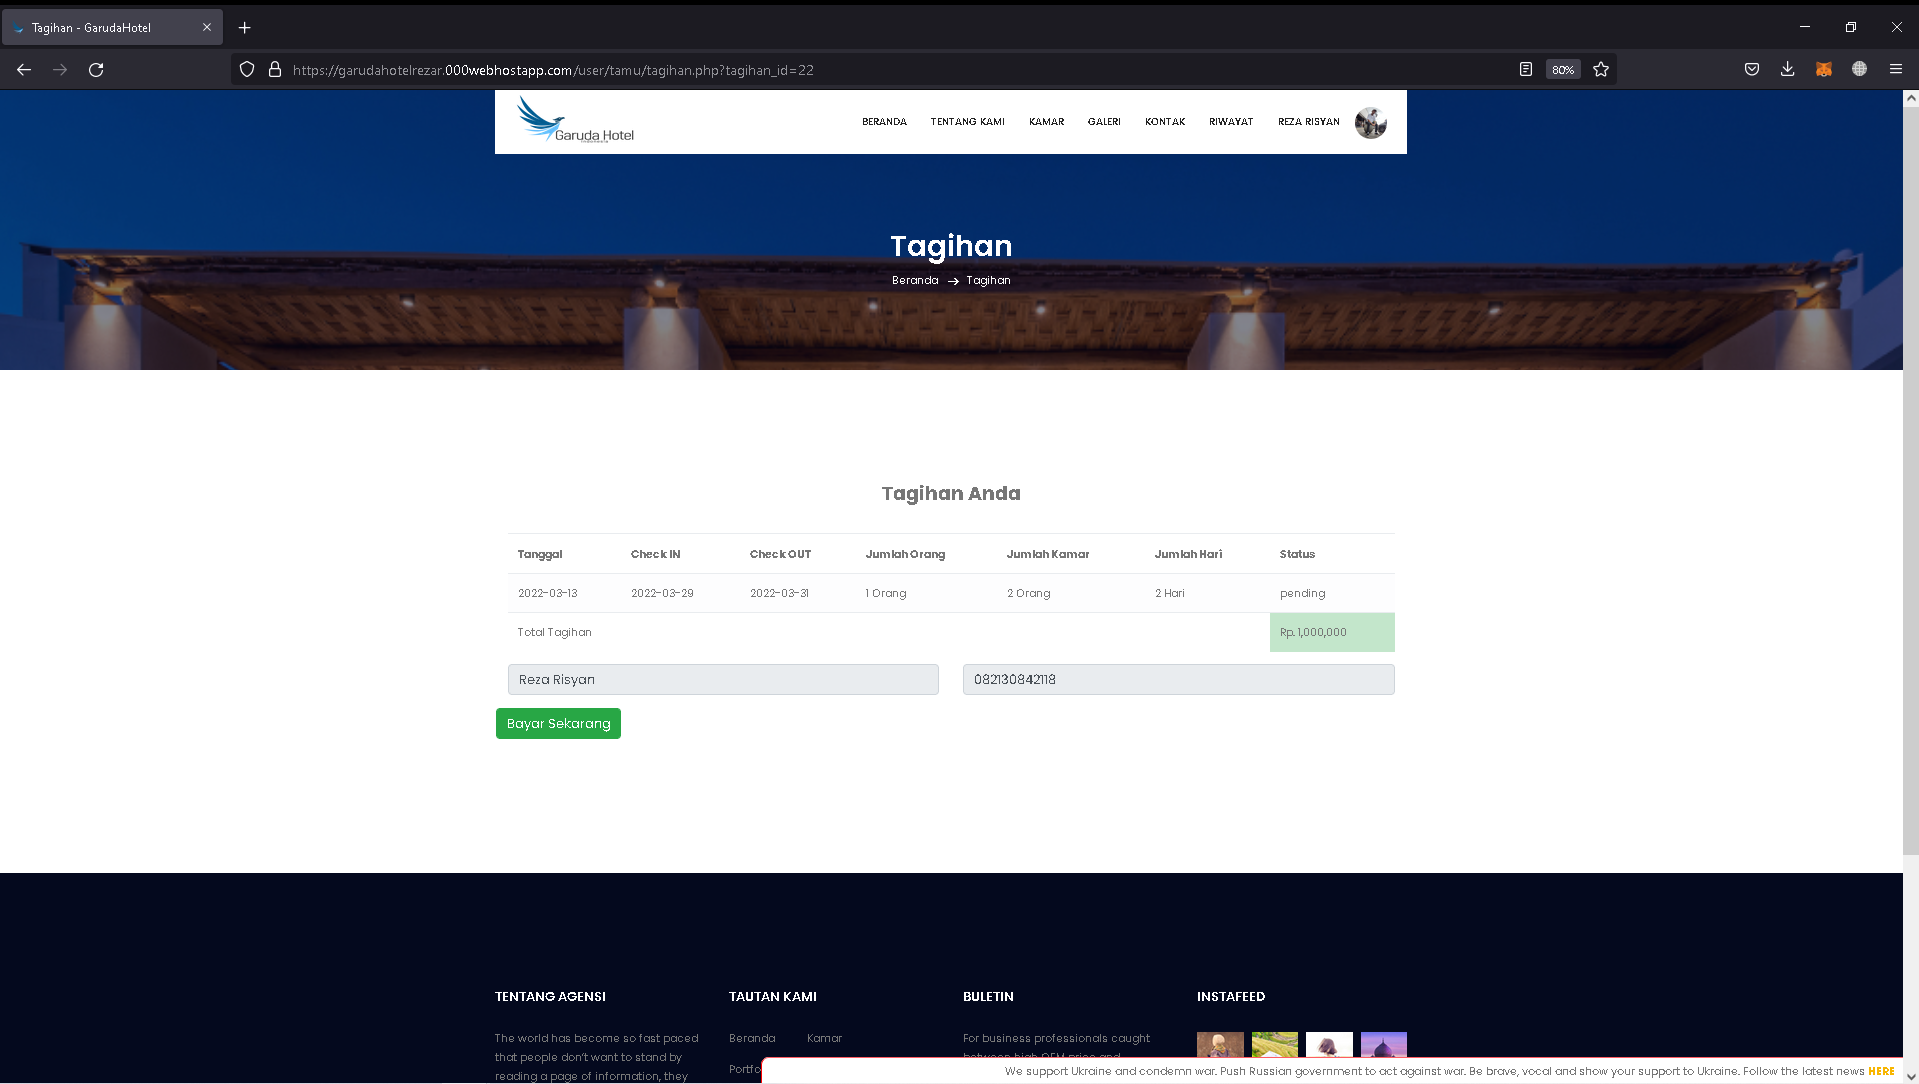 Tagihan - GarudaHotel
https://garudahotelrezar.000webhostapp.com/user/tamu/tagihan.php?tagihan_id=22
80%
Garuda Hotel
BERANDA TENTANG KAMI KAMAR GALERI KONTAK RIWAYAT REZA RISYAN
Tagihan
Beranda → Tagihan
Tagihan Anda
Tanggal Check IN Check OUT Jumlah Orang Jumlah Kamar Jumlah Hari Status
2022-03-13 2022-03-29 2022-03-31 1 Orang 2 Orang 2 Hari pending
Total Tagihan Rp. 1,000,000
Reza Risyan 082130842118
Bayar Sekarang
TENTANG AGENSI TAUTAN KAMI BULETIN INSTAFEED
The world has become so fast paced
that people don't want to stand by
reading a page of information, they
Beranda Kamar
Portfo
For business professionals caught
between high OEM price and
We support Ukraine and condemn war. Push Russian government to act against war. Be brave, vocal and show your support to Ukraine. Follow the latest news HERE